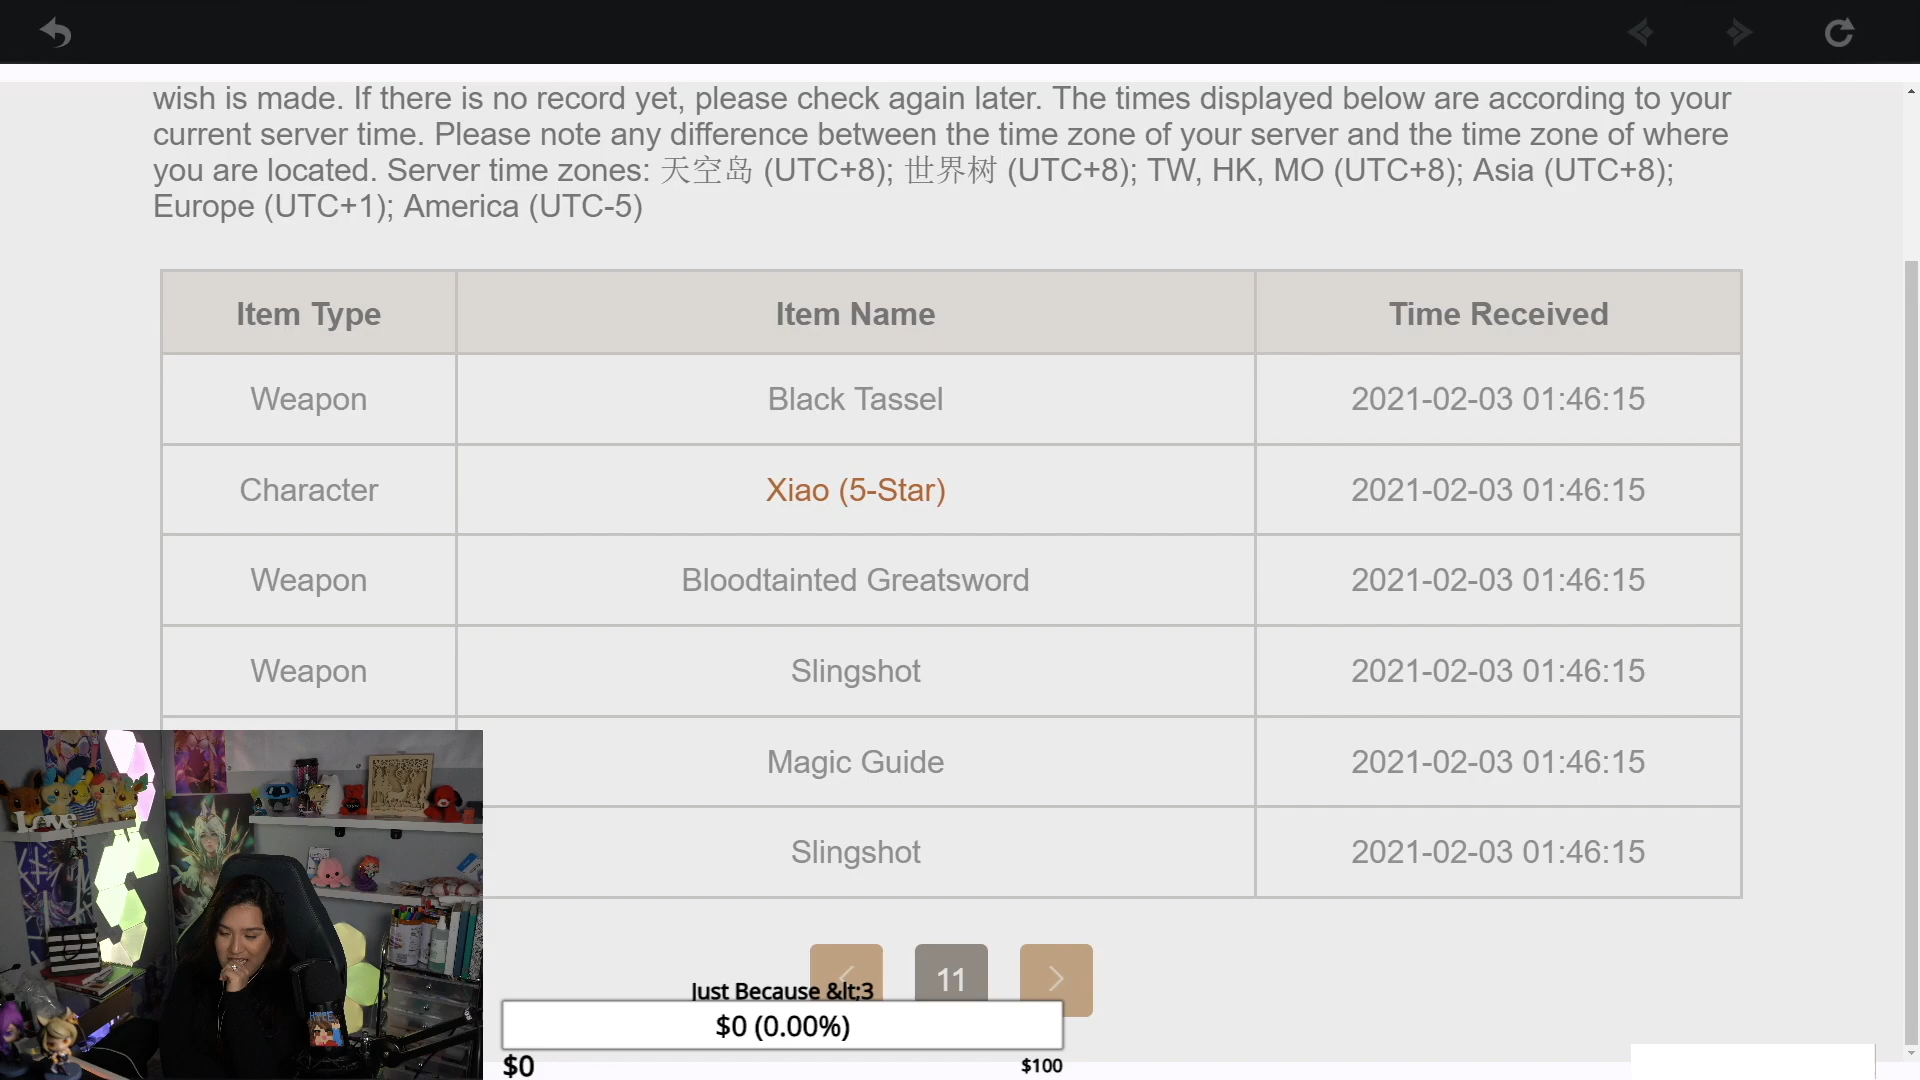 wish is made. If there is no record yet, please check again later. The times displayed below are according to your
current server time. Please note any difference between the time zone of your server and the time zone of where
you are located. Server time zones: 天空岛 (UTC+8); 世界树 (UTC+8); TW, HK, MO (UTC+8); Asia (UTC+8);
Europe (UTC+1); America (UTC-5)
Item Type Item Name Time Received
Weapon Black Tassel 2021-02-03 01:46:15
Character Xiao (5-Star) 2021-02-03 01:46:15
Weapon Bloodtainted Greatsword 2021-02-03 01:46:15
Weapon Slingshot 2021-02-03 01:46:15
Magic Guide 2021-02-03 01:46:15
Slingshot 2021-02-03 01:46:15
Love
11
Just Because &lt;3
$0 (0.00%)
$0 $100